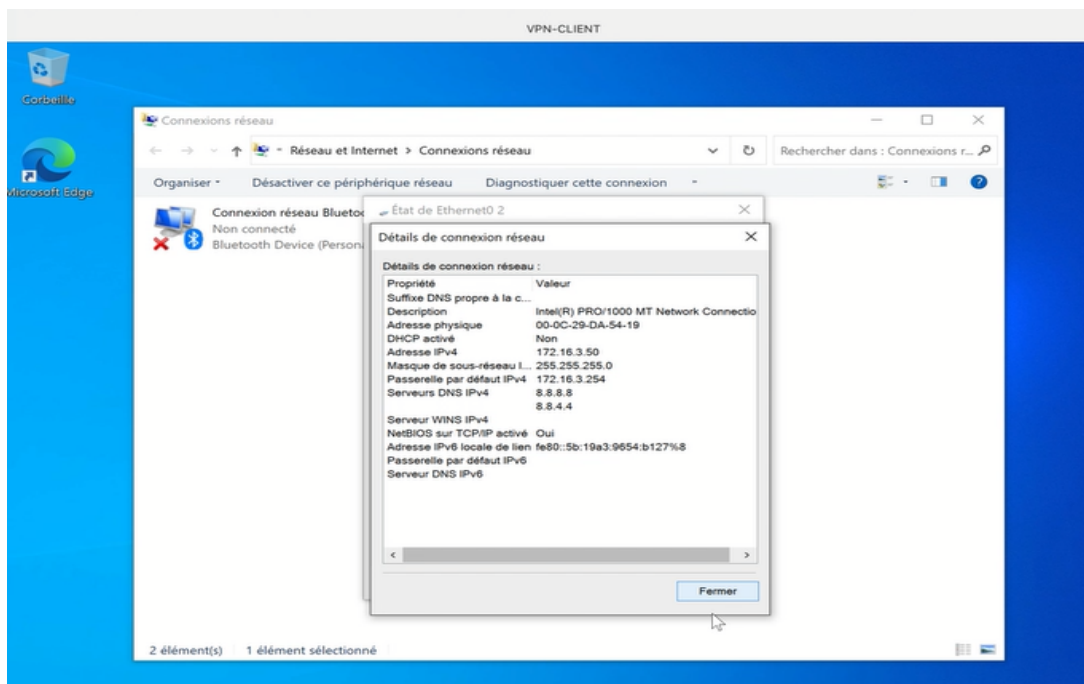 VPN-CLIENT
Corbeille
Microsoft Edge
Connexions réseau
Réseau et Internet > Connexions réseau
Rechercher dans : Connexions r...
Organiser
Désactiver ce périphérique réseau
Diagnostiquer cette connexion
Connexion réseau Bluetoo
Non connecté
Bluetooth Device (Persona
État de Ethernet0 2
Détails de connexion réseau
Détails de connexion réseau :
Propriété Valeur
Suffixe DNS propre à la c...
Description Intel(R) PRO/1000 MT Network Connectio
Adresse physique 00-0C-29-DA-54-19
DHCP activé Non
Adresse IPv4 172.16.3.50
Masque de sous-réseau I... 255.255.255.0
Passerelle par défaut IPv4 172.16.3.254
Serveurs DNS IPv4 8.8.8.8
8.8.4.4
Serveur WINS IPv4
NetBIOS sur TCP/IP activé Oui
Adresse IPv6 locale de lien fe80::5b:19a3:9654:b127%8
Passerelle par défaut IPv6
Serveur DNS IPv6
Fermer
2 élément(s) 1 élément sélectionné